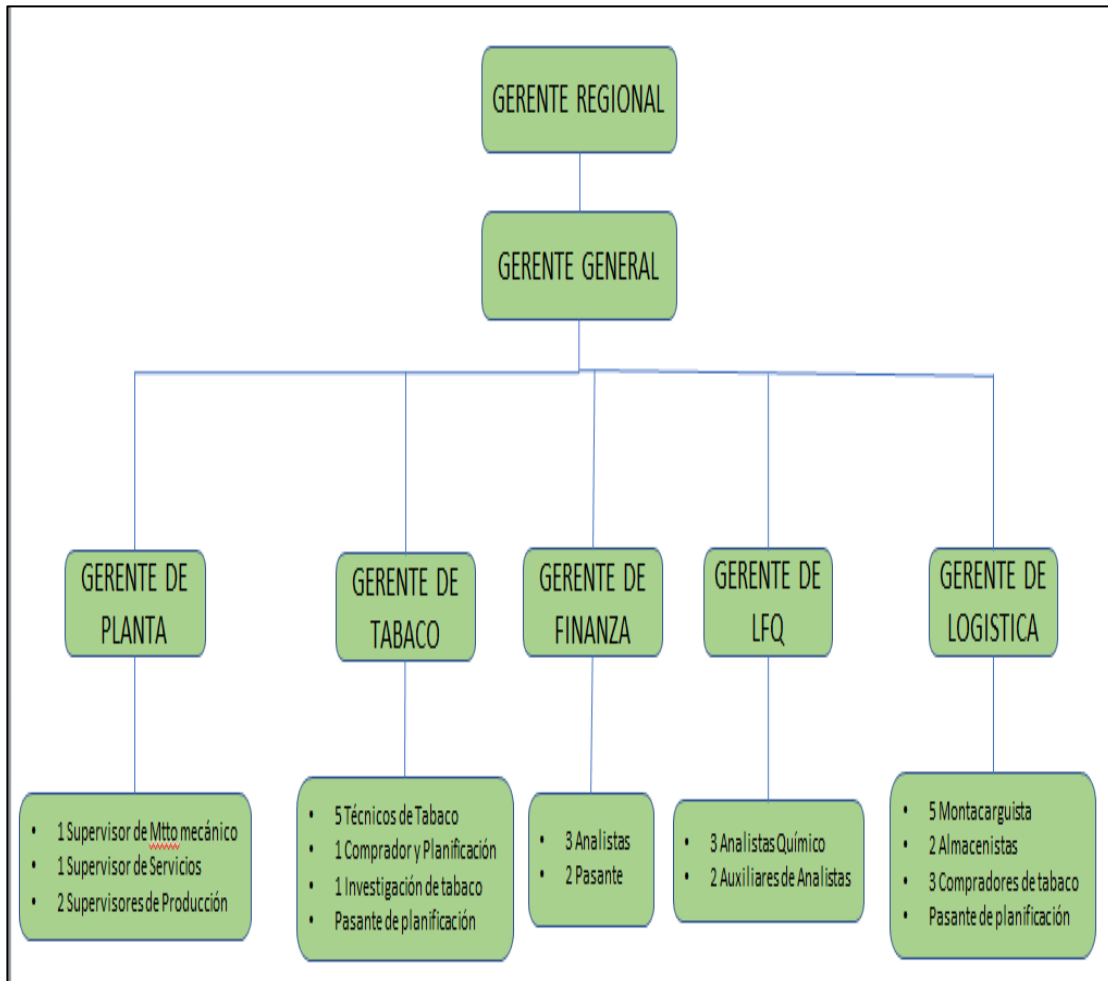 GERENTE REGIONAL
GERENTE GENERAL
GERENTE DE
PLANTA
GERENTE DE
TABACO
GERENTE DE
FINANZA
GERENTE DE
LFQ
GERENTE DE
LOGISTICA
• 1 Supervisor de Mtto mecánico
• 1 Supervisor de Servicios
• 2 Supervisores de Producción
• 5 Técnicos de Tabaco
• 1 Comprador y Planificación
• 1 Investigación de tabaco
• Pasante de planificación
• 3 Analistas
• 2 Pasante
• 3 Analistas Químico
• 2 Auxiliares de Analistas
• 5 Montacarguista
• 2 Almacenistas
• 3 Compradores de tabaco
• Pasante de planificación